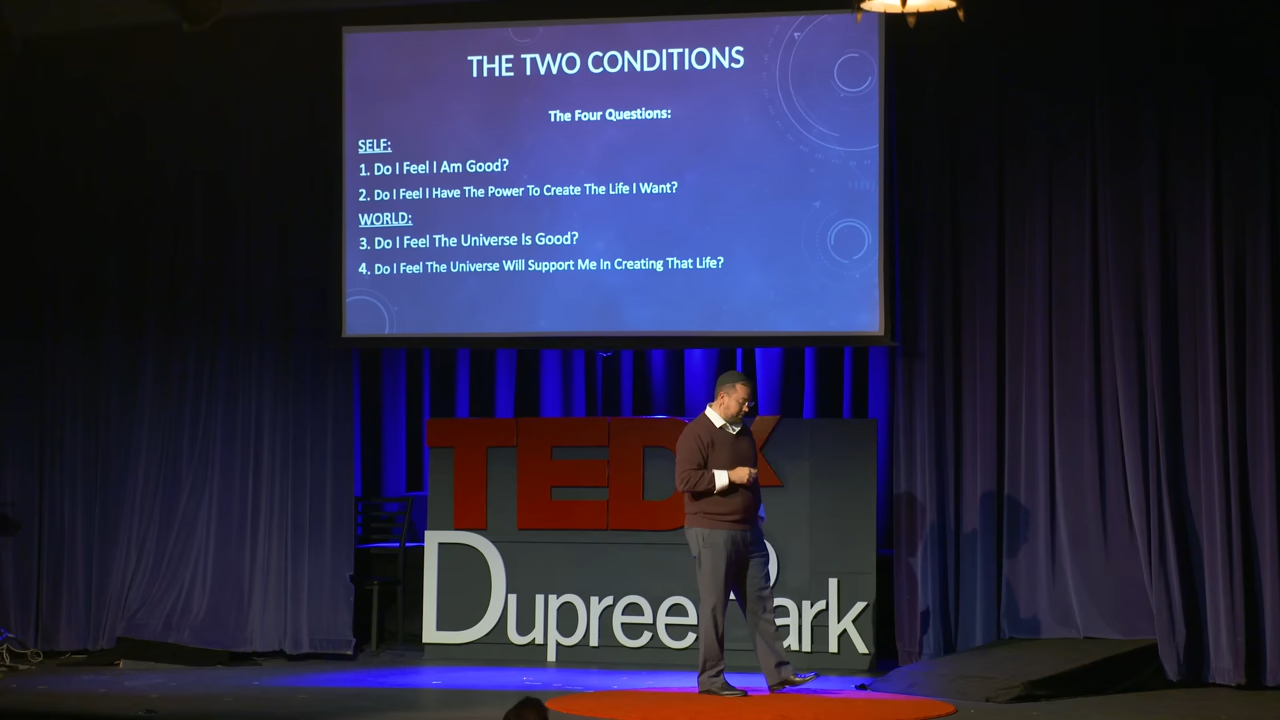 THE TWO CONDITIONS
The Four Questions:
SELF:
1. Do I Feel I Am Good?
2. Do I Feel I Have The Power To Create The Life I Want?
WORLD:
3. Do I Feel The Universe Is Good?
4. Do I Feel The Universe Will Support Me In Creating That Life?
TEDx
Dupree Park